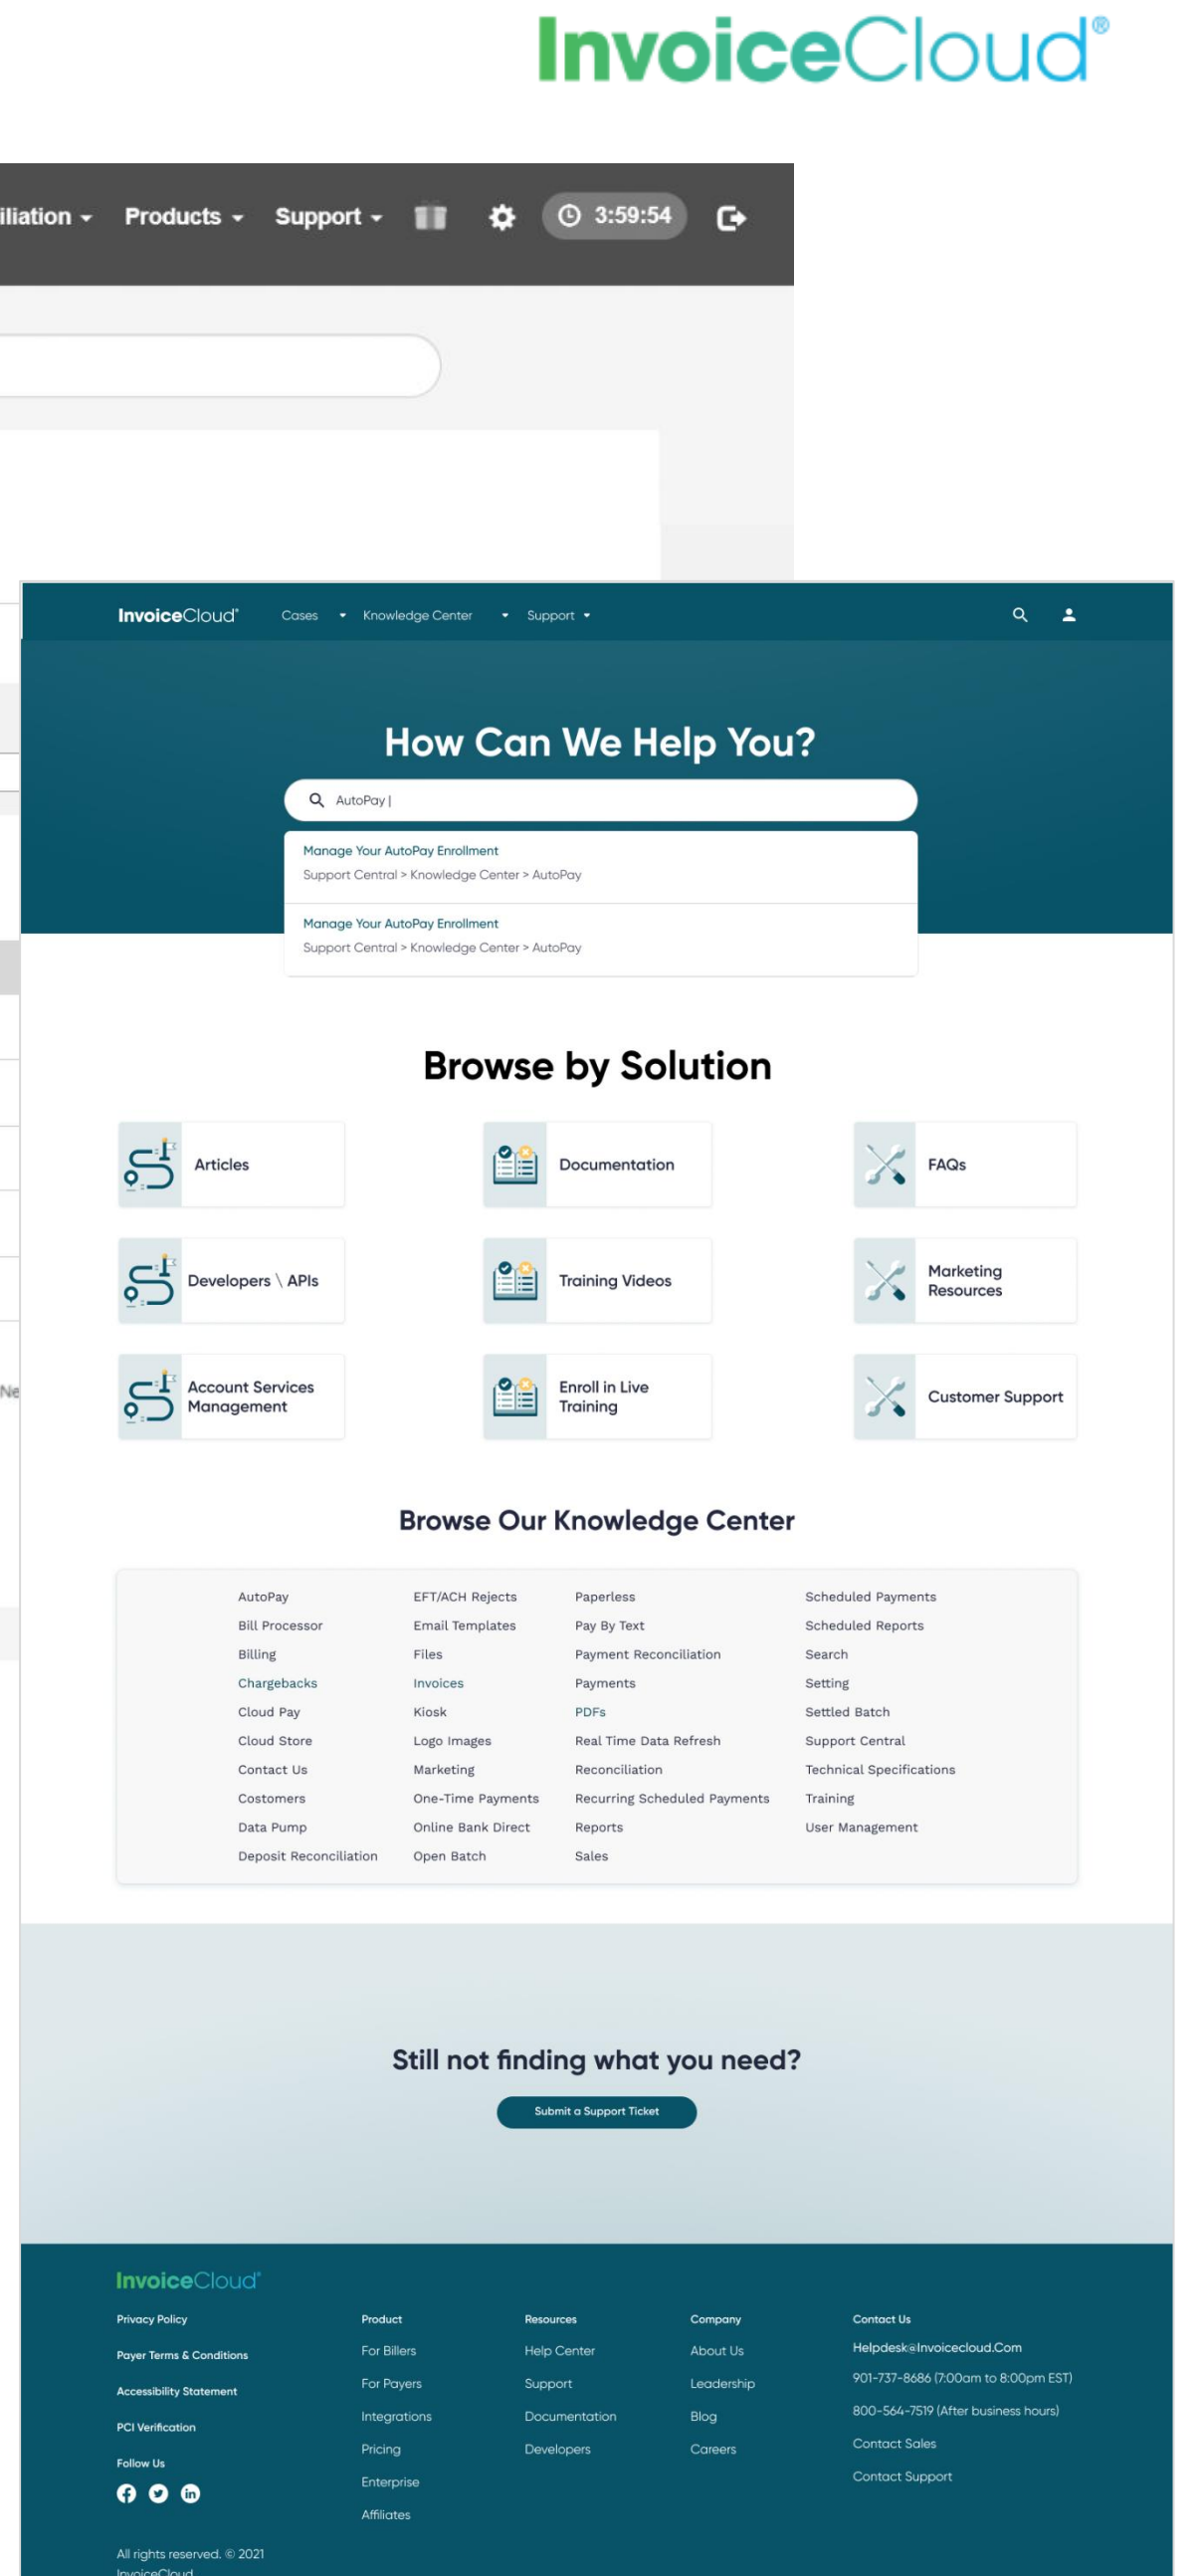 InvoiceCloud®
Products
Support
3:59:54
InvoiceCloud®
Cases
Knowledge Center
Support
How Can We Help You?
AutoPay |
Manage Your AutoPay Enrollment
Support Central > Knowledge Center > AutoPay
Manage Your AutoPay Enrollment
Support Central > Knowledge Center > AutoPay
Browse by Solution
Articles
Documentation
FAQs
Developers \ APIs
Training Videos
Marketing
Resources
Account Services
Management
Enroll in Live
Training
Customer Support
Browse Our Knowledge Center
AutoPay
Bill Processor
Billing
Chargebacks
Cloud Pay
Cloud Store
Contact Us
Costomers
Data Pump
Deposit Reconciliation
EFT/ACH Rejects
Email Templates
Files
Invoices
Kiosk
Logo Images
Marketing
One-Time Payments
Online Bank Direct
Open Batch
Paperless
Pay By Text
Payment Reconciliation
Payments
PDFs
Real Time Data Refresh
Reconciliation
Recurring Scheduled Payments
Reports
Sales
Scheduled Payments
Scheduled Reports
Search
Setting
Settled Batch
Support Central
Technical Specifications
Training
User Management
Still not finding what you need?
Submit a Support Ticket
InvoiceCloud®
Privacy Policy
Payer Terms & Conditions
Accessibility Statement
PCI Verification
Follow Us
Product
For Billers
For Payers
Integrations
Pricing
Enterprise
Affiliates
Resources
Help Center
Support
Documentation
Developers
Company
About Us
Leadership
Blog
Careers
Contact Us
Helpdesk@Invoicecloud.Com
901-737-8686 (7:00am to 8:00pm EST)
800-564-7519 (After business hours)
Contact Sales
Contact Support
All rights reserved. © 2021
InvoiceCloud